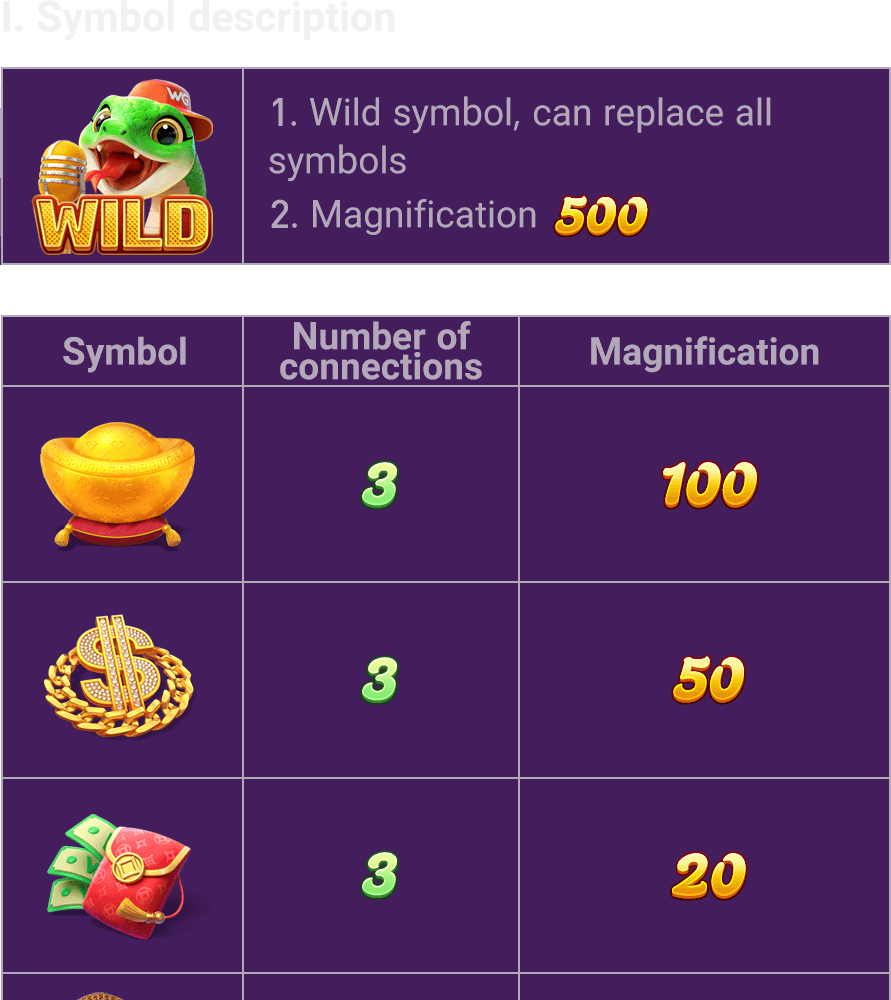 I. Symbol description
WG
WILD
1. Wild symbol, can replace all
symbols
2. Magnification 500
Symbol
Number of
connections
Magnification
3
100
3
50
3
20